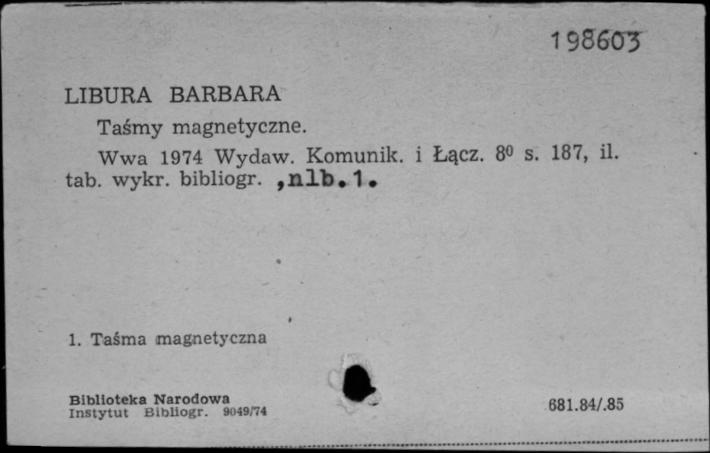 198603
LIBURA BARBARA
Taśmy magnetyczne.
Wwa 1974 Wydaw. Komunik. i Łącz. 8⁰ s. 187, il.
tab. wykr. bibliogr. ,nlb.1.
1. Taśma magnetyczna
Biblioteka Narodowa
Instytut Bibliogr. 9049/74
681.84/.85